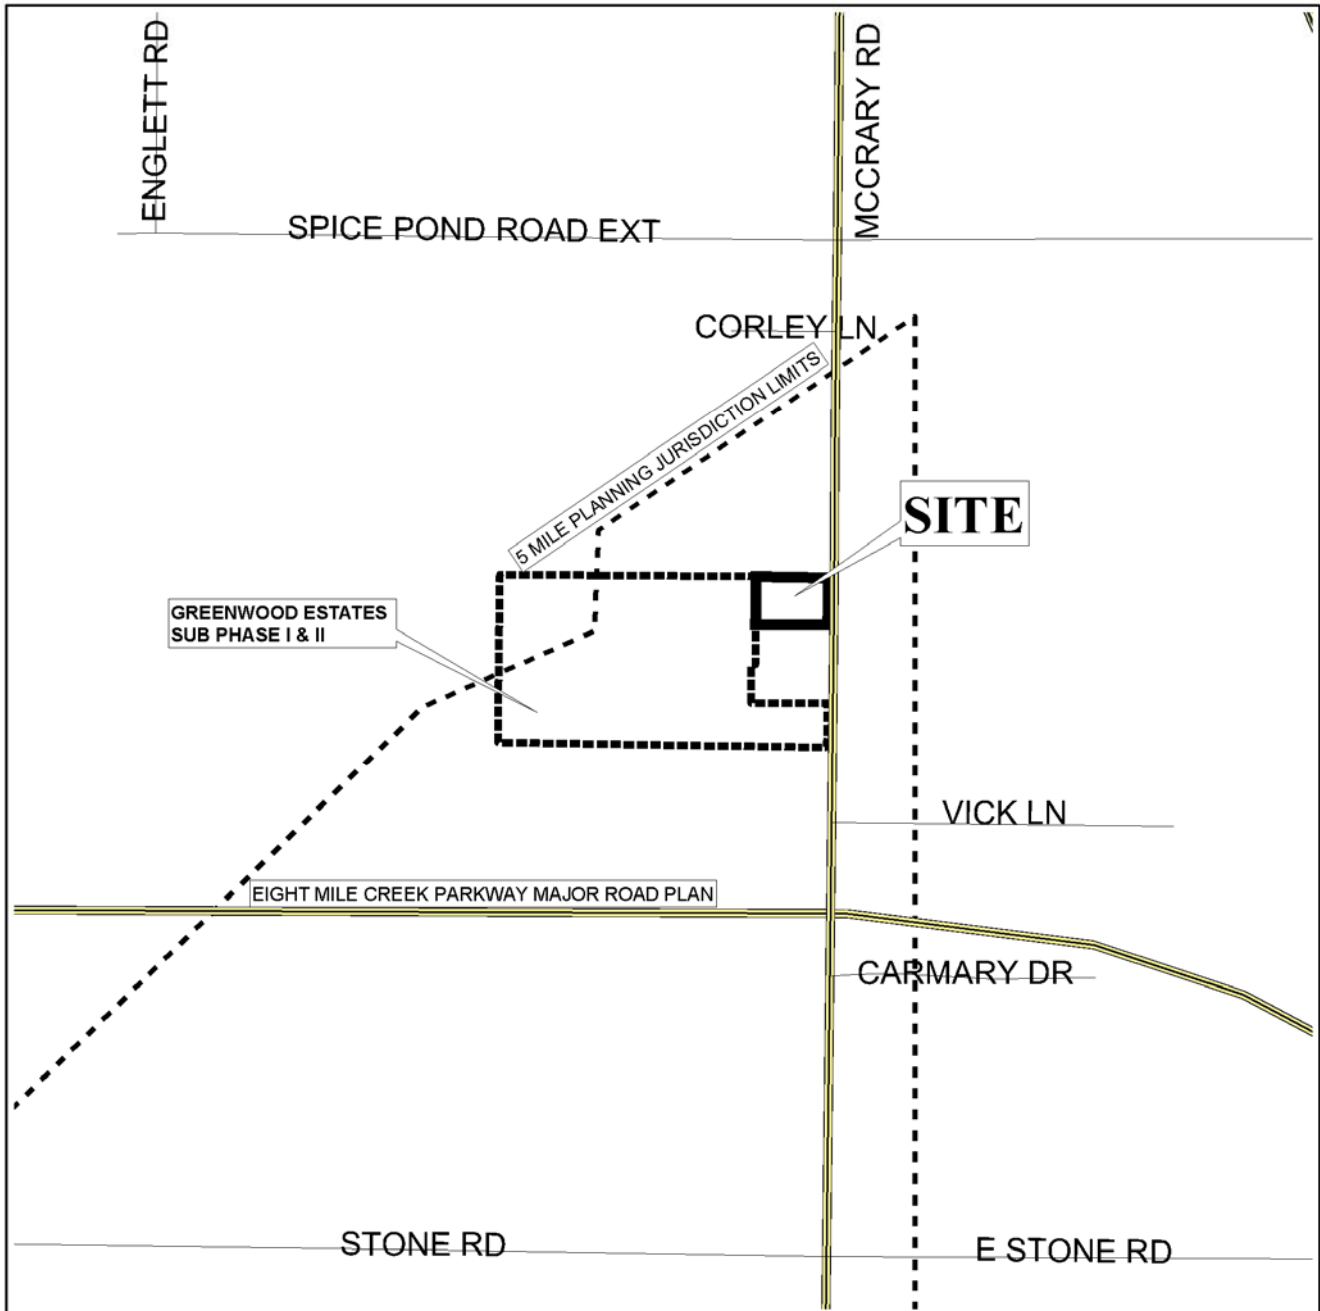 ENGLETT RD
MCCRARY RD
SPICE POND ROAD EXT
CORLEY LN
5 MILE PLANNING JURISDICTION LIMITS
SITE
GREENWOOD ESTATES
SUB PHASE I & II
VICK LN
EIGHT MILE CREEK PARKWAY MAJOR ROAD PLAN
CARMARY DR
STONE RD
E STONE RD